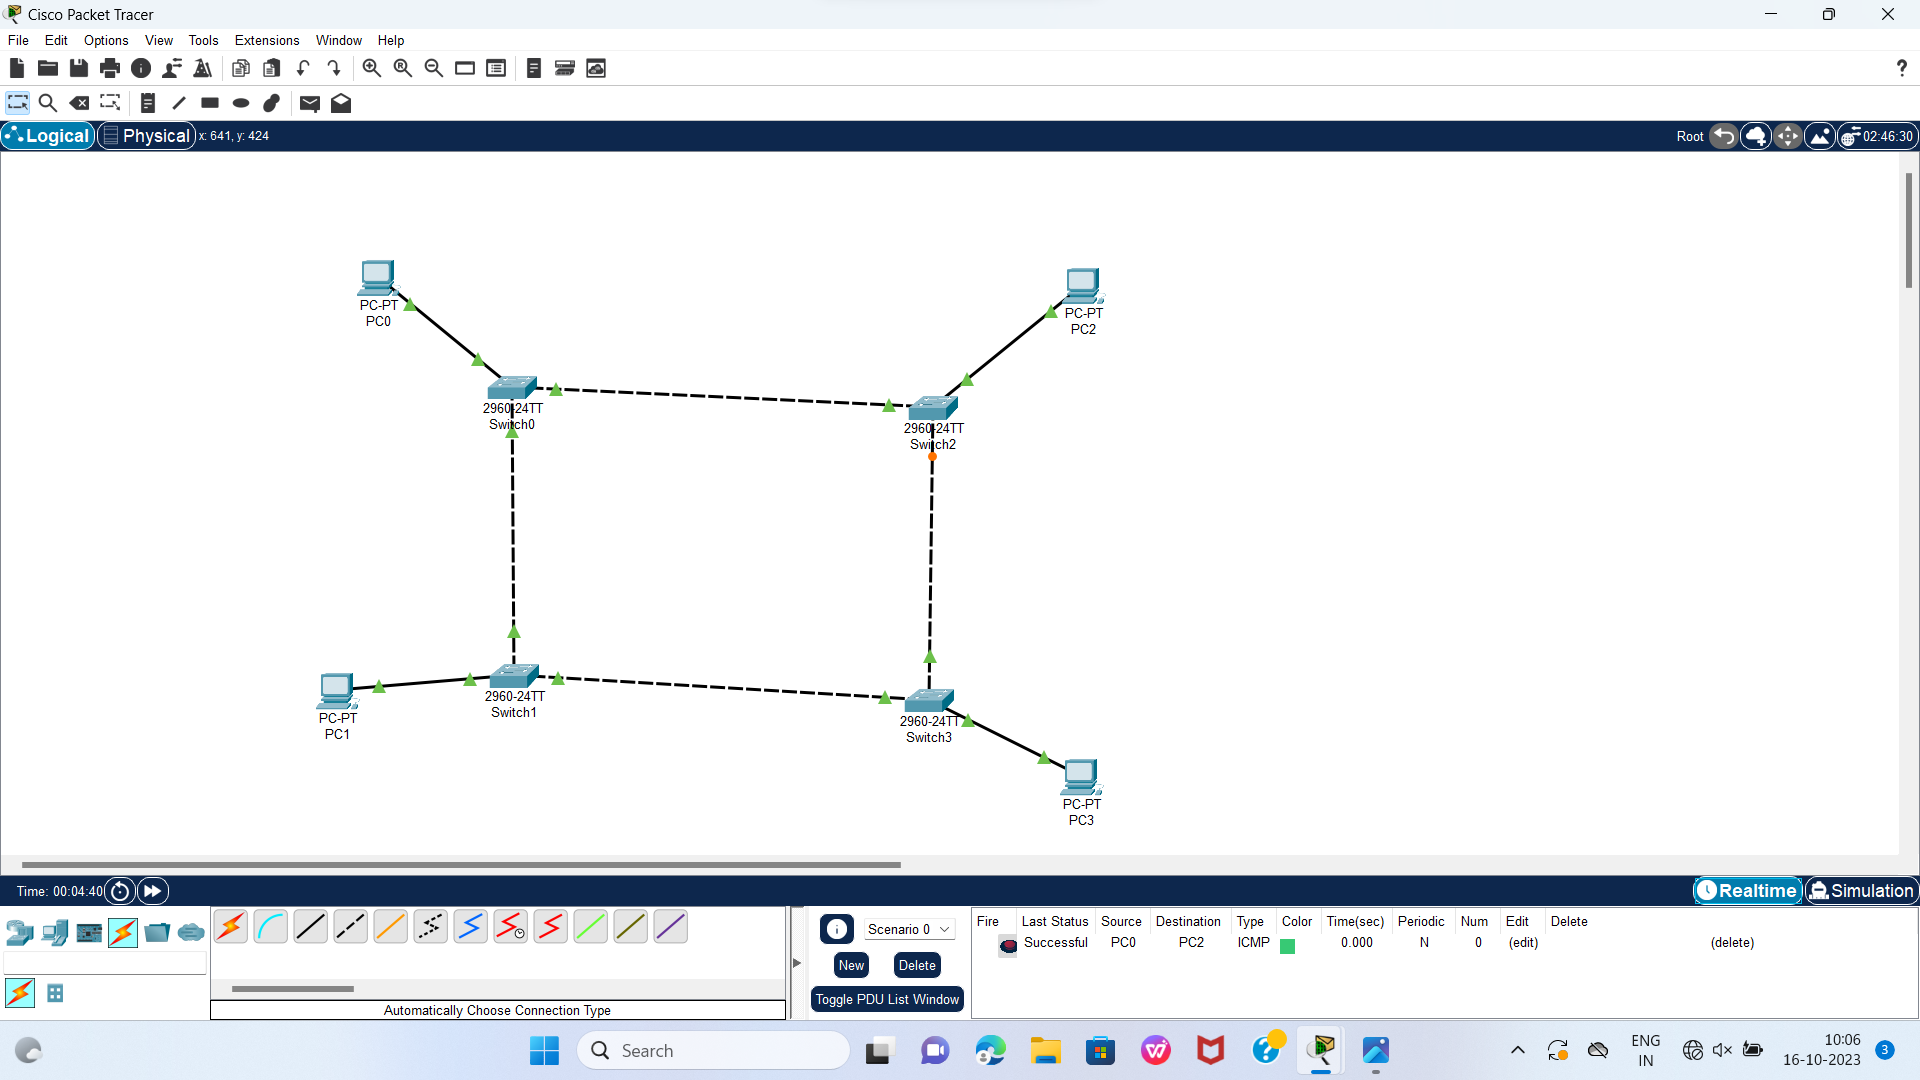 Cisco Packet Tracer
File Edit Options View Tools Extensions Window Help
?
Logical Physical x: 641, y: 424 Root 02:46:30
PC-PT
PC0
PC-PT
PC2
2960-24TT
Switch0
2960-24TT
Switch2
2960-24TT
Switch1
PC-PT
PC1
2960-24TT
Switch3
PC-PT
PC3
Time: 00:04:40 Realtime Simulation
Scenario 0
New Delete
Toggle PDU List Window
Fire Last Status Source Destination Type Color Time(sec) Periodic Num Edit Delete
Successful PC0 PC2 ICMP 0.000 N 0 (edit) (delete)
Automatically Choose Connection Type
Search
ENG
IN
10:06
16-10-2023
3